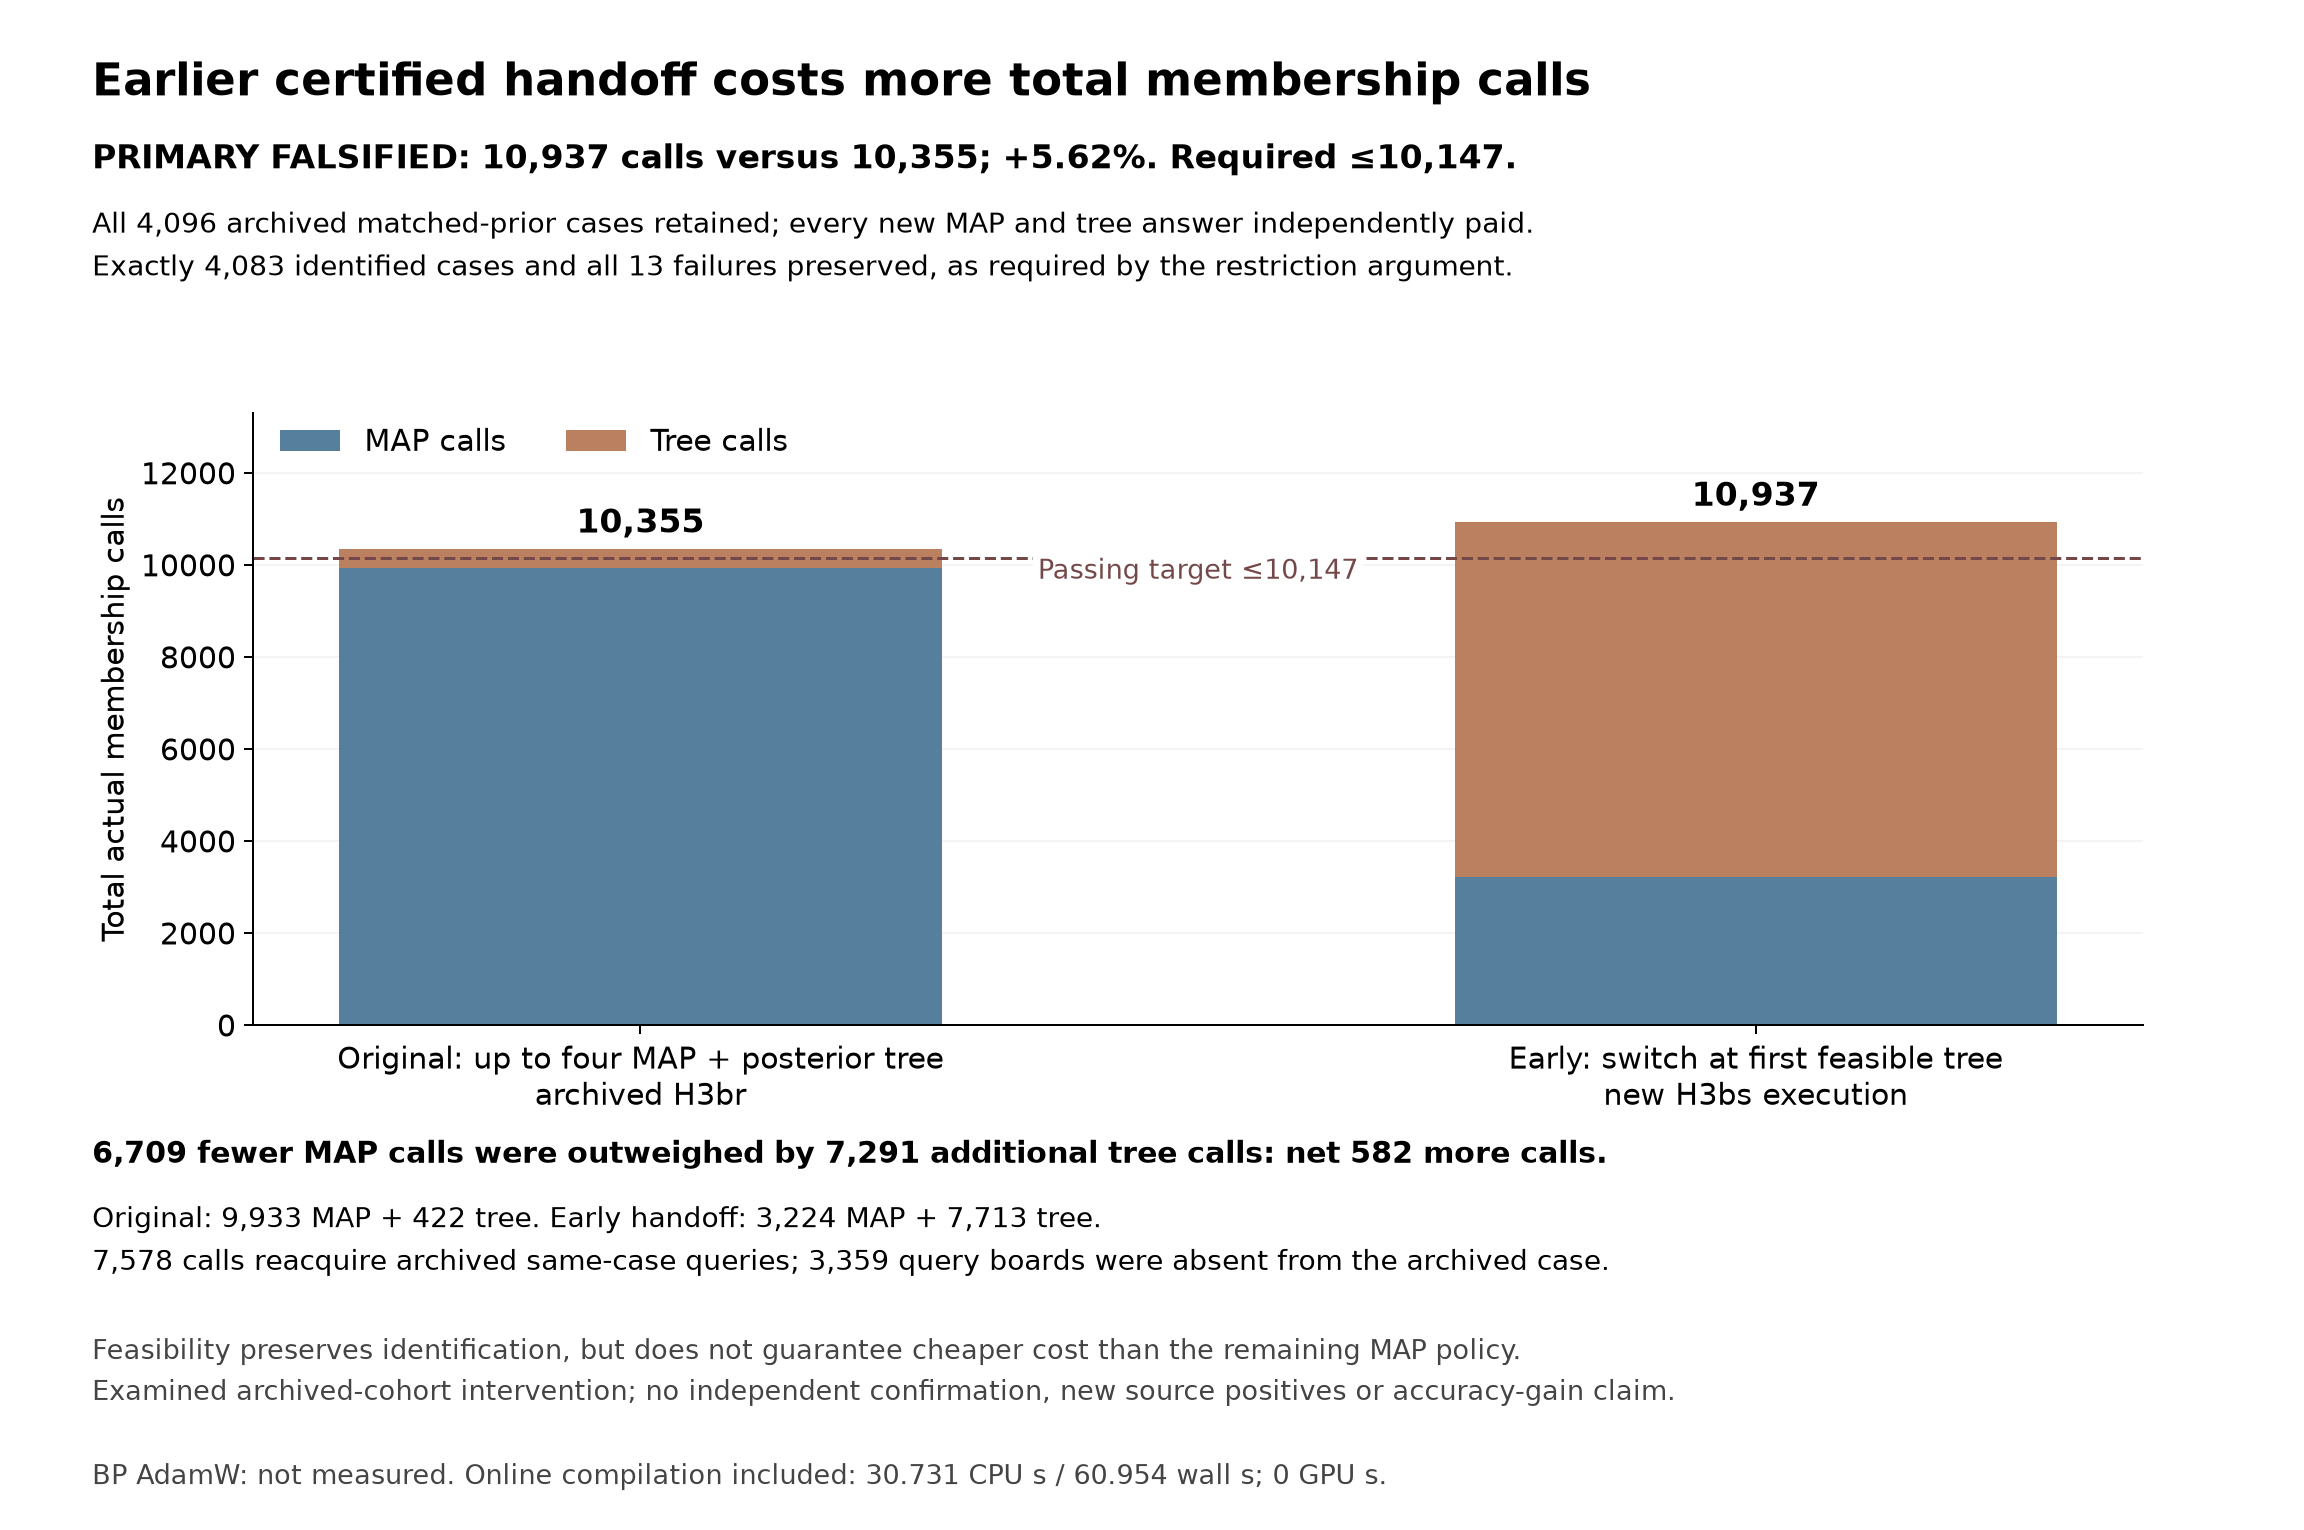 Earlier certified handoff costs more total membership calls
PRIMARY FALSIFIED: 10,937 calls versus 10,355; +5.62%. Required ≤10,147.
All 4,096 archived matched-prior cases retained; every new MAP and tree answer independently paid.
Exactly 4,083 identified cases and all 13 failures preserved, as required by the restriction argument.
MAP calls
Tree calls
Total actual membership calls
12000
10000
8000
6000
4000
2000
0
10,355
10,937
Passing target ≤10,147
Original: up to four MAP + posterior tree
archived H3br
Early: switch at first feasible tree
new H3bs execution
6,709 fewer MAP calls were outweighed by 7,291 additional tree calls: net 582 more calls.
Original: 9,933 MAP + 422 tree. Early handoff: 3,224 MAP + 7,713 tree.
7,578 calls reacquire archived same-case queries; 3,359 query boards were absent from the archived case.
Feasibility preserves identification, but does not guarantee cheaper cost than the remaining MAP policy.
Examined archived-cohort intervention; no independent confirmation, new source positives or accuracy-gain claim.
BP AdamW: not measured. Online compilation included: 30.731 CPU s / 60.954 wall s; 0 GPU s.